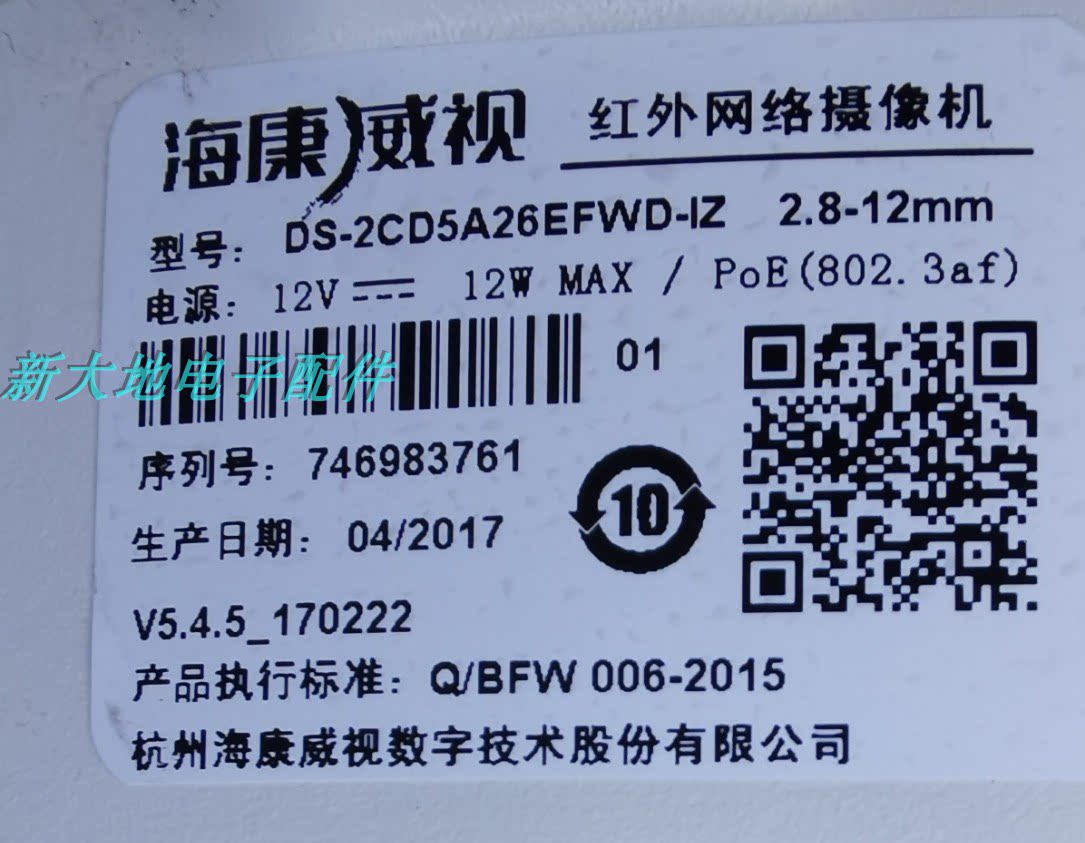 海康威视 红外网络摄像机
型号: DS-2CD5A26EFWD-IZ 2.8-12mm
电源: 12V 12W MAX / PoE(802.3af)
01
新大地电子配件
序列号: 746983761
10
生产日期: 04/2017
V5.4.5_170222
产品执行标准: Q/BFW 006-2015
杭州海康威视数字技术股份有限公司